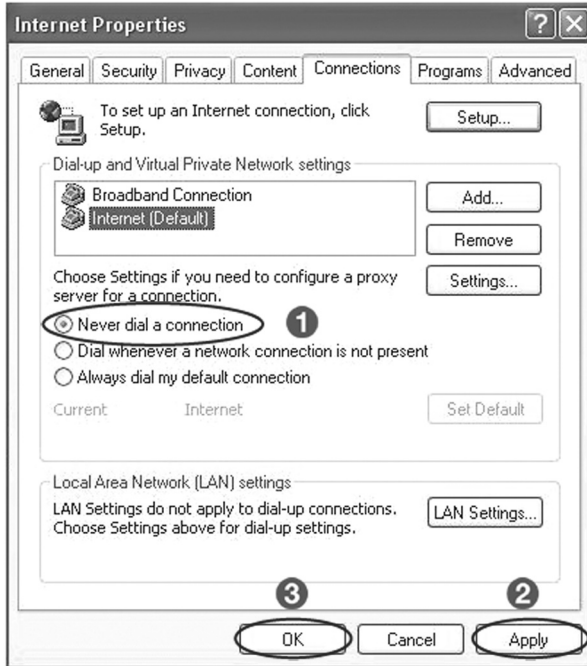 Internet Properties
General Security Privacy Content Connections Programs Advanced
To set up an Internet connection, click
Setup.
Setup...
Dial-up and Virtual Private Network settings
Broadband Connection
Internet (Default)
Add...
Remove
Choose Settings if you need to configure a proxy
server for a connection.
Settings...
Never dial a connection
1
Dial whenever a network connection is not present
Always dial my default connection
Current Internet
Set Default
Local Area Network (LAN) settings
LAN Settings do not apply to dial-up connections.
Choose Settings above for dial-up settings.
LAN Settings...
3 2
OK Cancel Apply